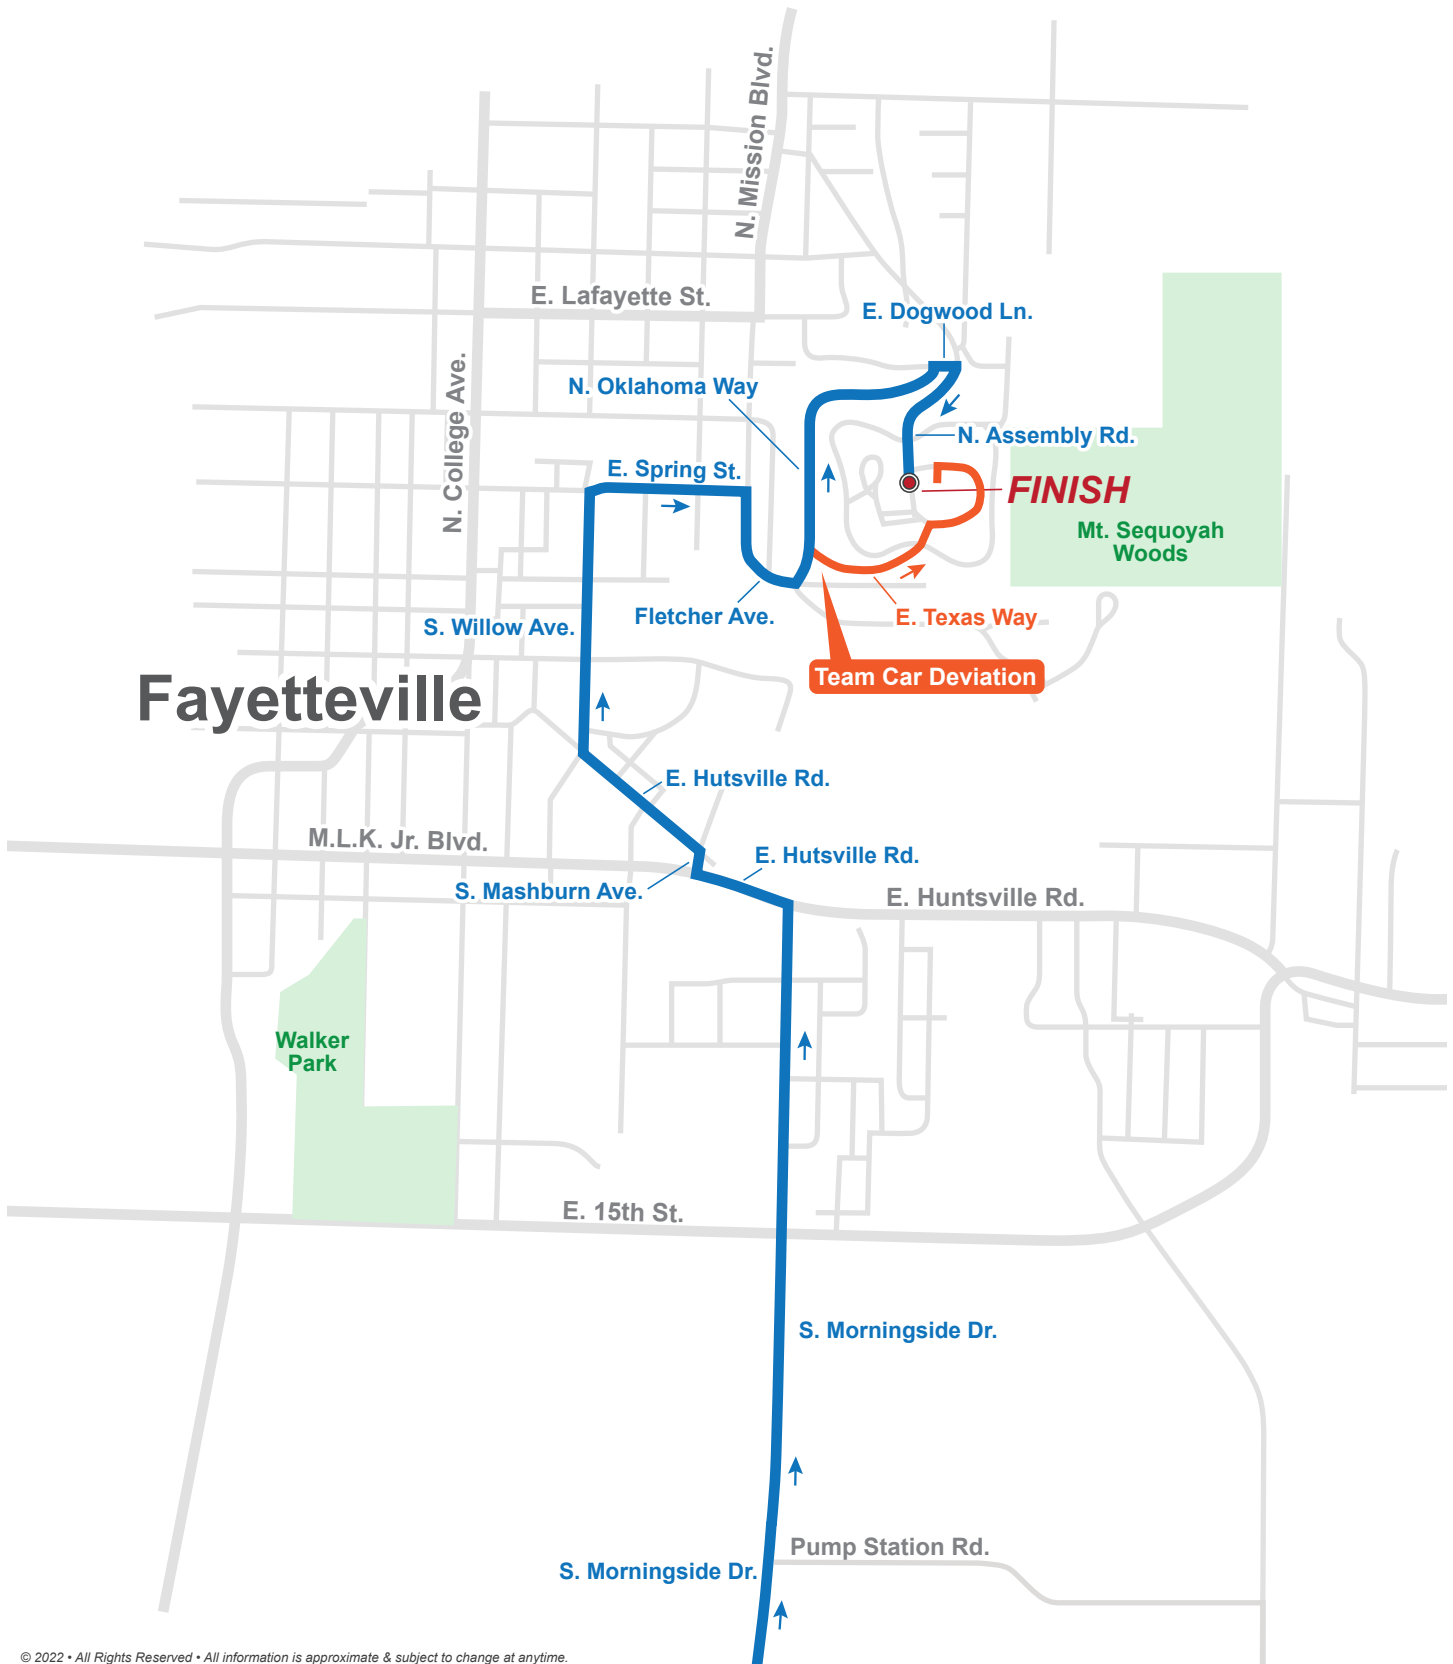 N. Mission Blvd.
E. Lafayette St.
E. Dogwood Ln.
N. Oklahoma Way
N. College Ave.
N. Assembly Rd.
E. Spring St.
FINISH
Mt. Sequoyah
Woods
Fletcher Ave.
E. Texas Way
S. Willow Ave.
Team Car Deviation
Fayetteville
E. Hutsville Rd.
M.L.K. Jr. Blvd.
E. Hutsville Rd.
S. Mashburn Ave.
E. Huntsville Rd.
Walker
Park
E. 15th St.
S. Morningside Dr.
Pump Station Rd.
S. Morningside Dr.
© 2022 • All Rights Reserved • All information is approximate & subject to change at anytime.